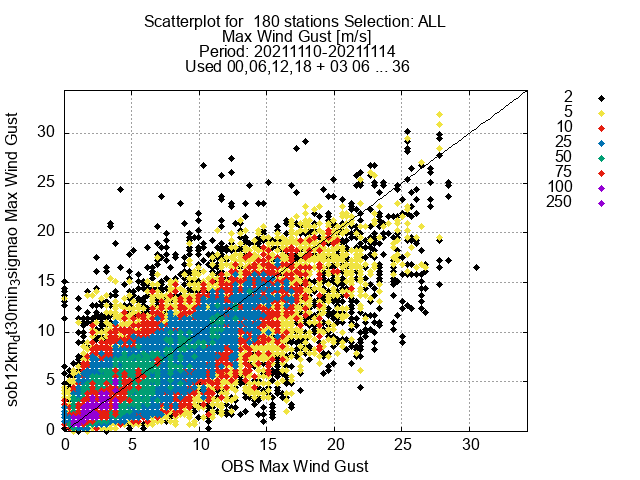 Scatterplot for  180 stations Selection: ALL
Max Wind Gust [m/s]
Period: 20211110-20211114
Used 00,06,12,18 + 03 06 ... 36
2
5
10
25
50
75
100
250
sob12km_dt30min_3sigmao Max Wind Gust
30
25
20
15
10
5
0
0 5 10 15 20 25 30
OBS Max Wind Gust